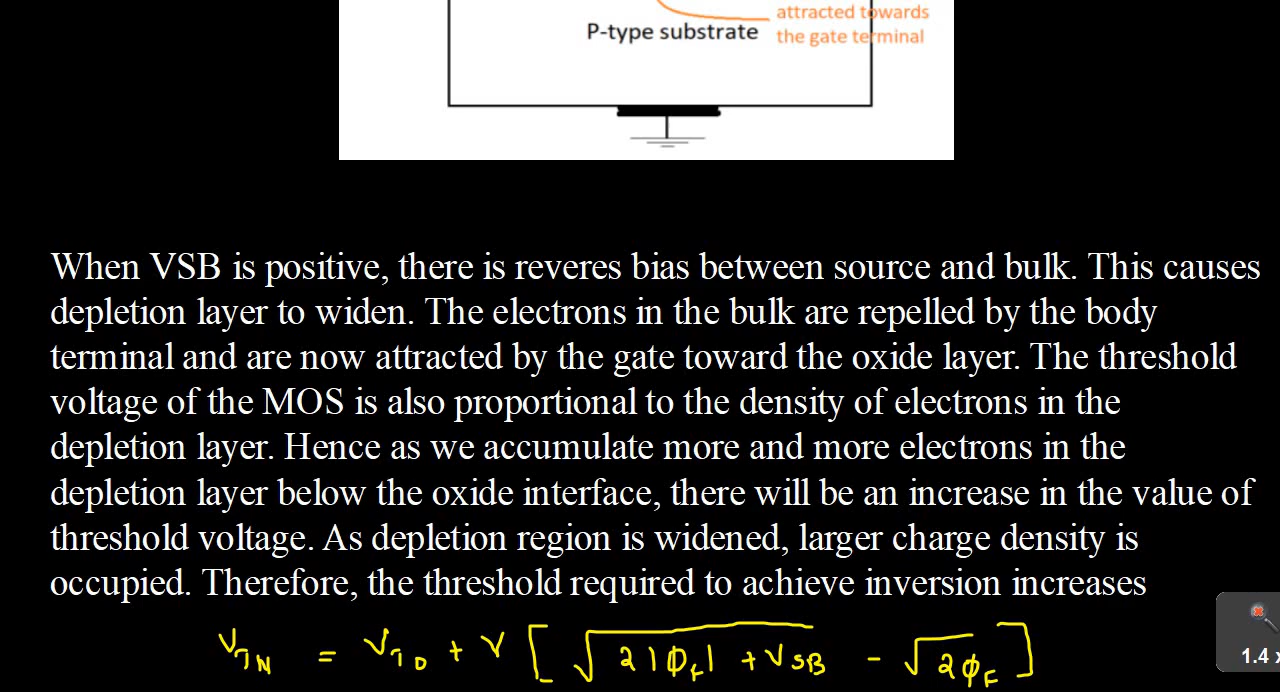 attracted towards
P-type substrate the gate terminal
When VSB is positive, there is reveres bias between source and bulk. This causes
depletion layer to widen. The electrons in the bulk are repelled by the body
terminal and are now attracted by the gate toward the oxide layer. The threshold
voltage of the MOS is also proportional to the density of electrons in the
depletion layer. Hence as we accumulate more and more electrons in the
depletion layer below the oxide interface, there will be an increase in the value of
threshold voltage. As depletion region is widened, larger charge density is
occupied. Therefore, the threshold required to achieve inversion increases
V_TN = V_T0 + γ [ √(2|ϕ_F| + V_SB) - √(2ϕ_F) ]
1.4 x